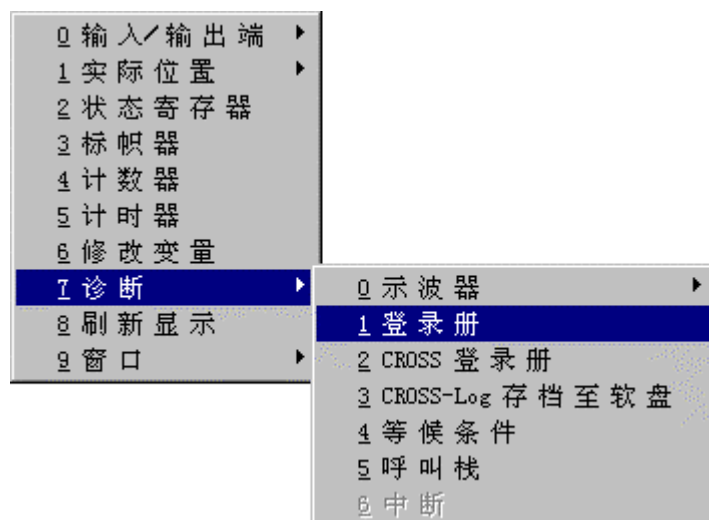 0 输入/输出端
1 实际位置
2 状态寄存器
3 标帜器
4 计数器
5 计时器
6 修改变量
7 诊断
8 刷新显示
9 窗口
0 示波器
1 登录册
2 CROSS 登录册
3 CROSS-Log 存档至软盘
4 等候条件
5 呼叫栈
6 中断